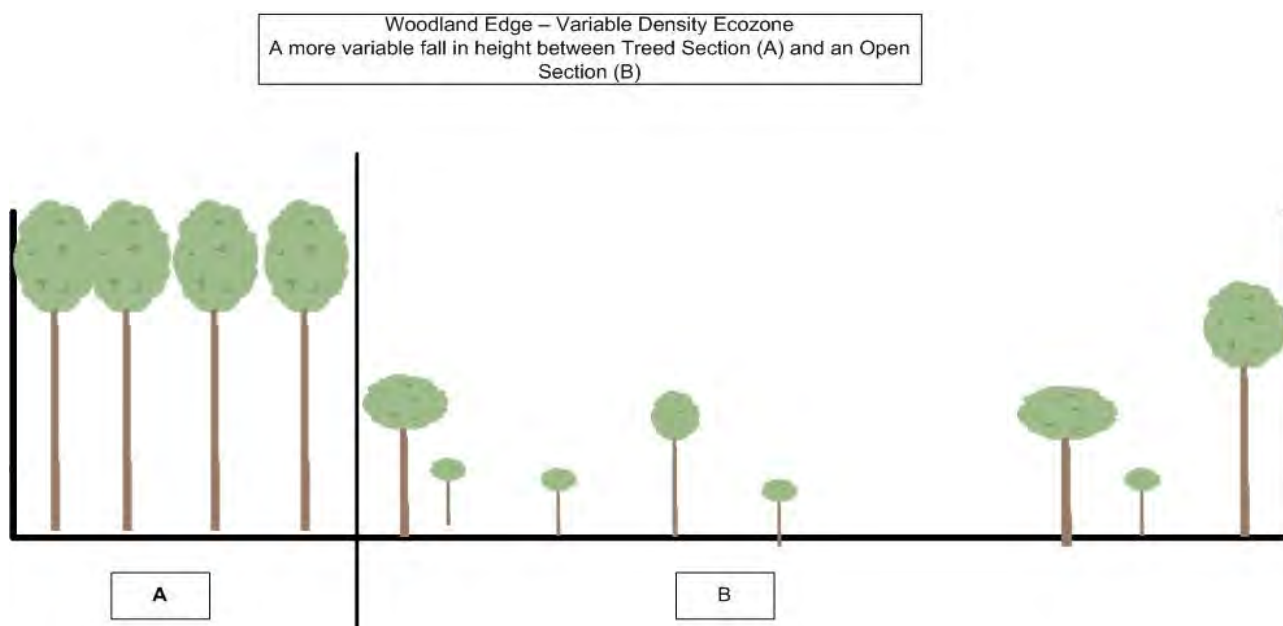 Woodland Edge – Variable Density Ecozone
A more variable fall in height between Treed Section (A) and an Open
Section (B)
A
B